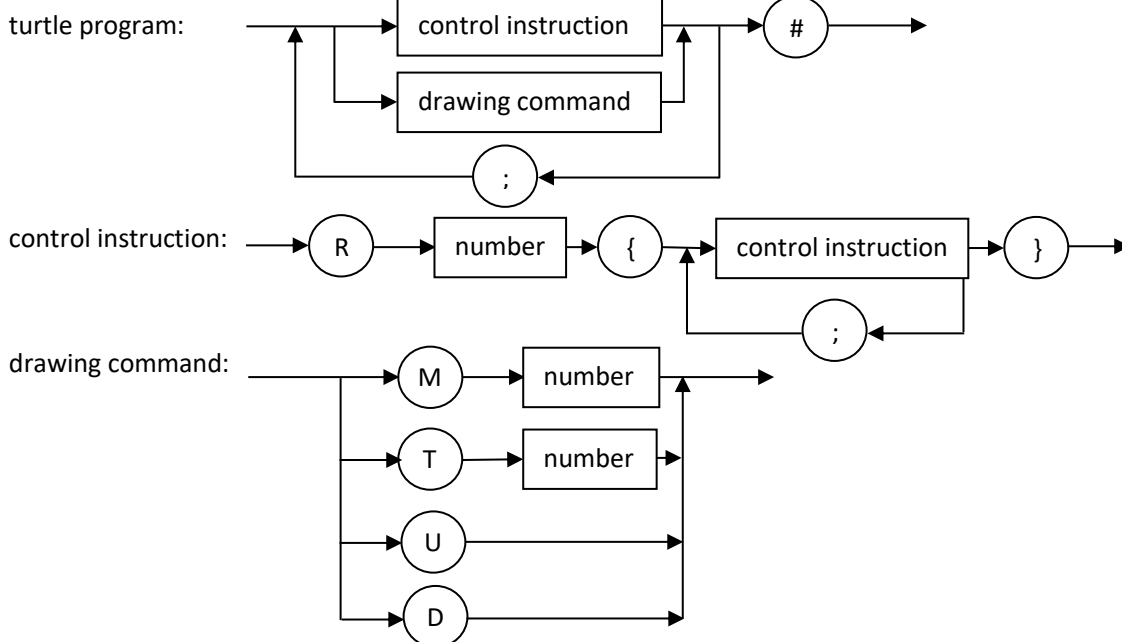 turtle program:
control instruction
#
drawing command
;
control instruction:
R
number
{
control instruction
}
;
drawing command:
M
number
T
number
U
D